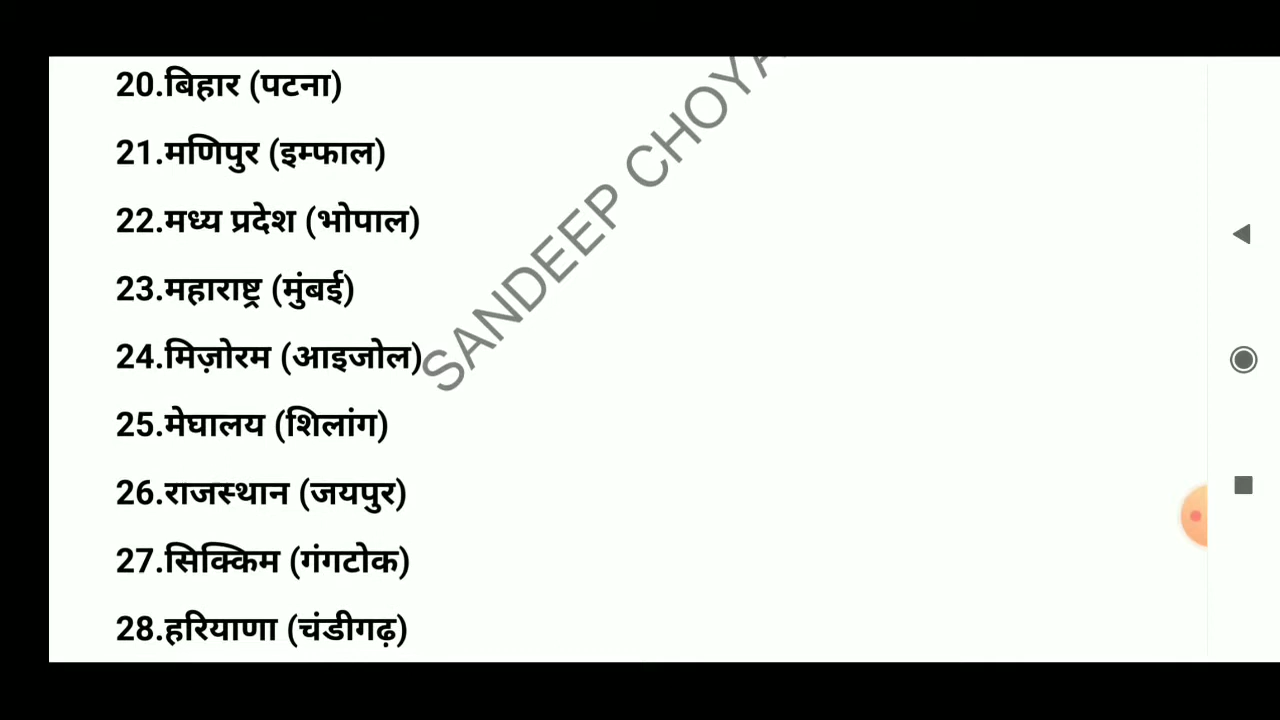 20.बिहार (पटना)
21.मणिपुर (इम्फाल)
22.मध्य प्रदेश (भोपाल)
23.महाराष्ट्र (मुंबई)
24.मिज़ोरम (आइजोल)
25.मेघालय (शिलांग)
26.राजस्थान (जयपुर)
27.सिक्किम (गंगटोक)
28.हरियाणा (चंडीगढ़)
SANDEEP